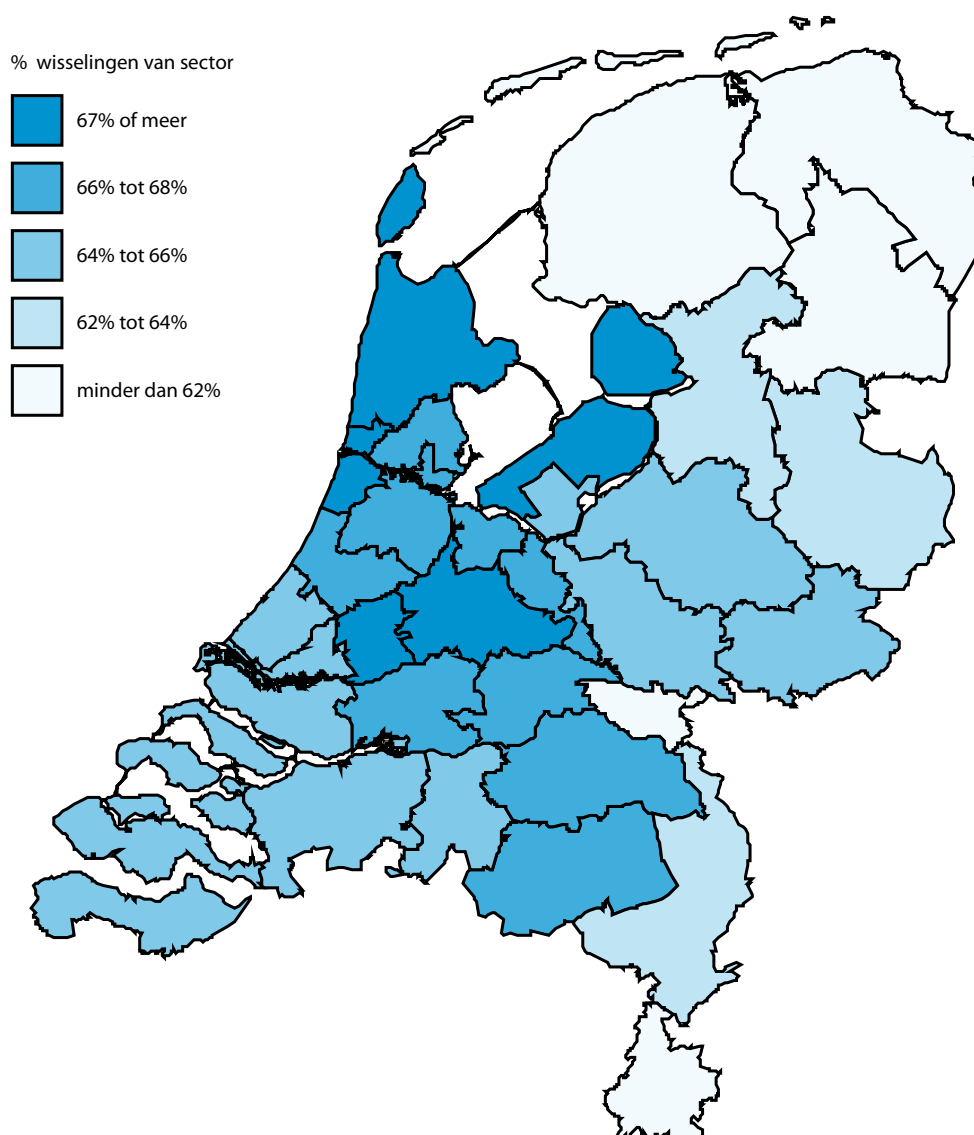 % wisselingen van sector
67% of meer
66% tot 68%
64% tot 66%
62% tot 64%
minder dan 62%